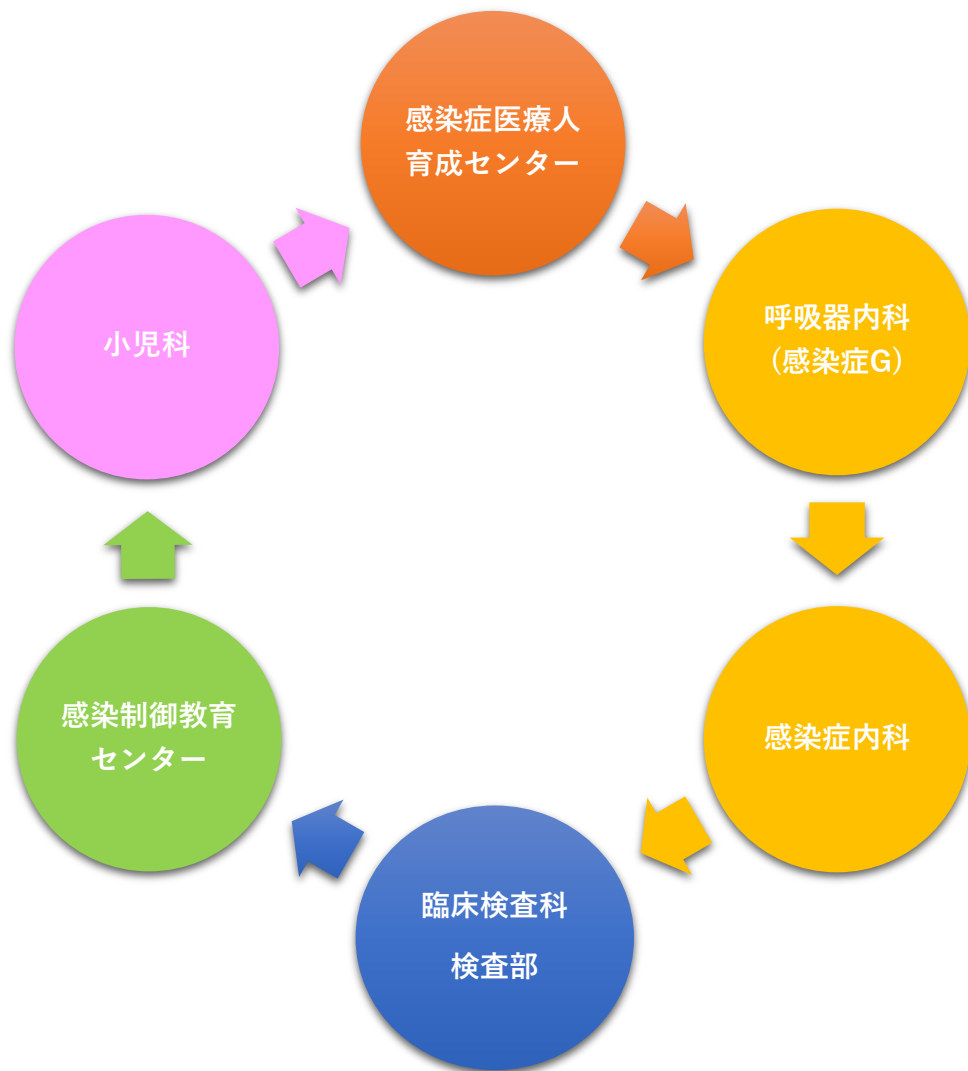 感染症医療人
育成センター
呼吸器内科
(感染症G)
感染症内科
臨床検査科
検査部
感染制御教育
センター
小児科